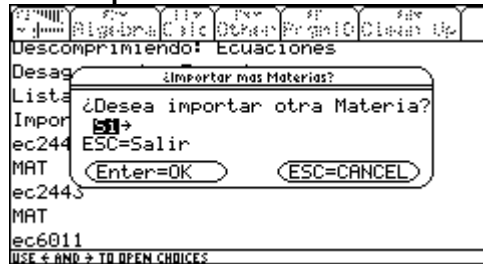 Algebra Calc Other PrgmIO Clean Up
Descomprimiendo: Ecuaciones
Desag
¿Importar mas Materias?
Lista
¿Desea importar otra Materia?
Impor
Si→
ec244
ESC=Salir
MAT
Enter=OK
ESC=CANCEL
ec2443
MAT
ec6011
USE ← AND → TO OPEN CHOICES